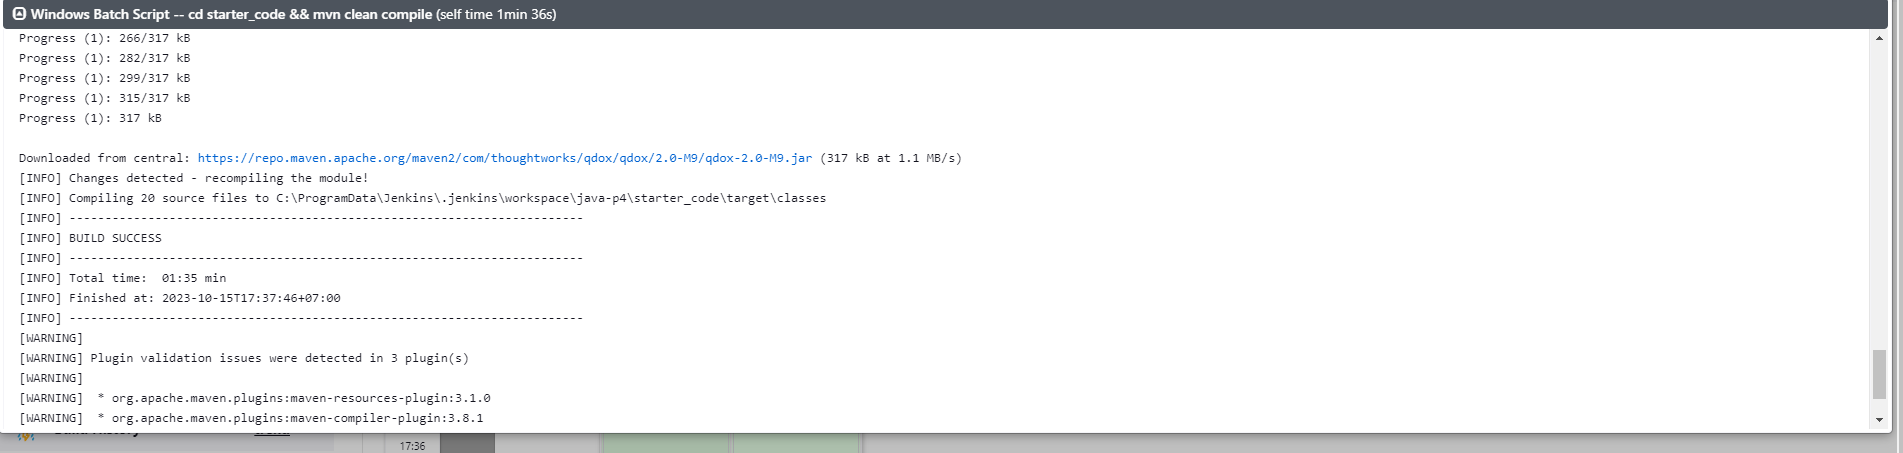 Windows Batch Script -- cd starter_code && mvn clean compile (self time 1min 36s)
Progress (1): 266/317 kB
Progress (1): 282/317 kB
Progress (1): 299/317 kB
Progress (1): 315/317 kB
Progress (1): 317 kB
Downloaded from central: https://repo.maven.apache.org/maven2/com/thoughtworks/qdox/qdox/2.0-M9/qdox-2.0-M9.jar (317 kB at 1.1 MB/s)
[INFO] Changes detected - recompiling the module!
[INFO] Compiling 20 source files to C:\ProgramData\Jenkins\.jenkins\workspace\java-p4\starter_code\target\classes
[INFO] ------------------------------------------------------------------------
[INFO] BUILD SUCCESS
[INFO] ------------------------------------------------------------------------
[INFO] Total time:  01:35 min
[INFO] Finished at: 2023-10-15T17:37:46+07:00
[INFO] ------------------------------------------------------------------------
[WARNING]
[WARNING] Plugin validation issues were detected in 3 plugin(s)
[WARNING]
[WARNING]  * org.apache.maven.plugins:maven-resources-plugin:3.1.0
[WARNING]  * org.apache.maven.plugins:maven-compiler-plugin:3.8.1
17:36